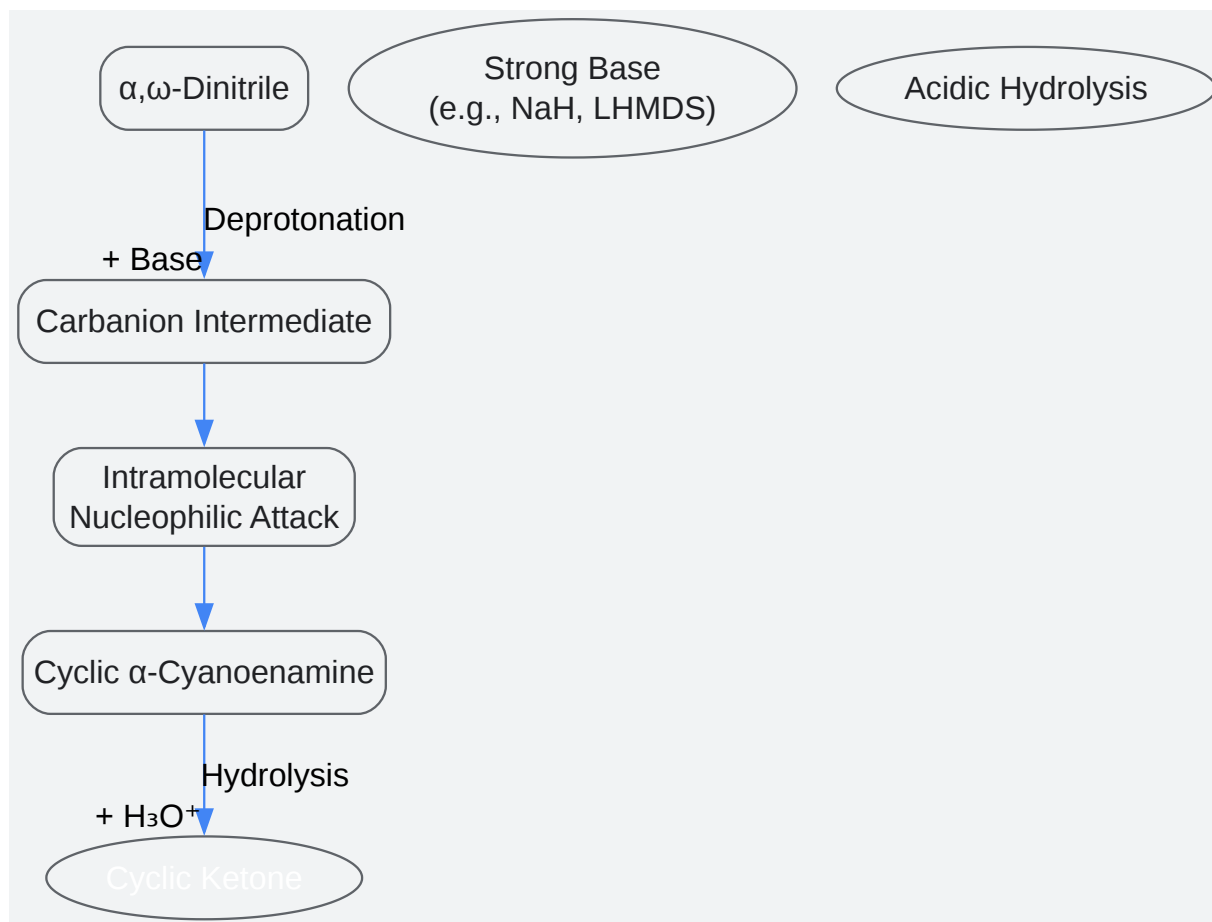 α,ω-Dinitrile
Strong Base
(e.g., NaH, LHMDS)
Acidic Hydrolysis
Deprotonation
+ Base
Carbanion Intermediate
Intramolecular
Nucleophilic Attack
Cyclic α-Cyanoenamine
Hydrolysis
+ H₃O⁺
Cyclic Ketone